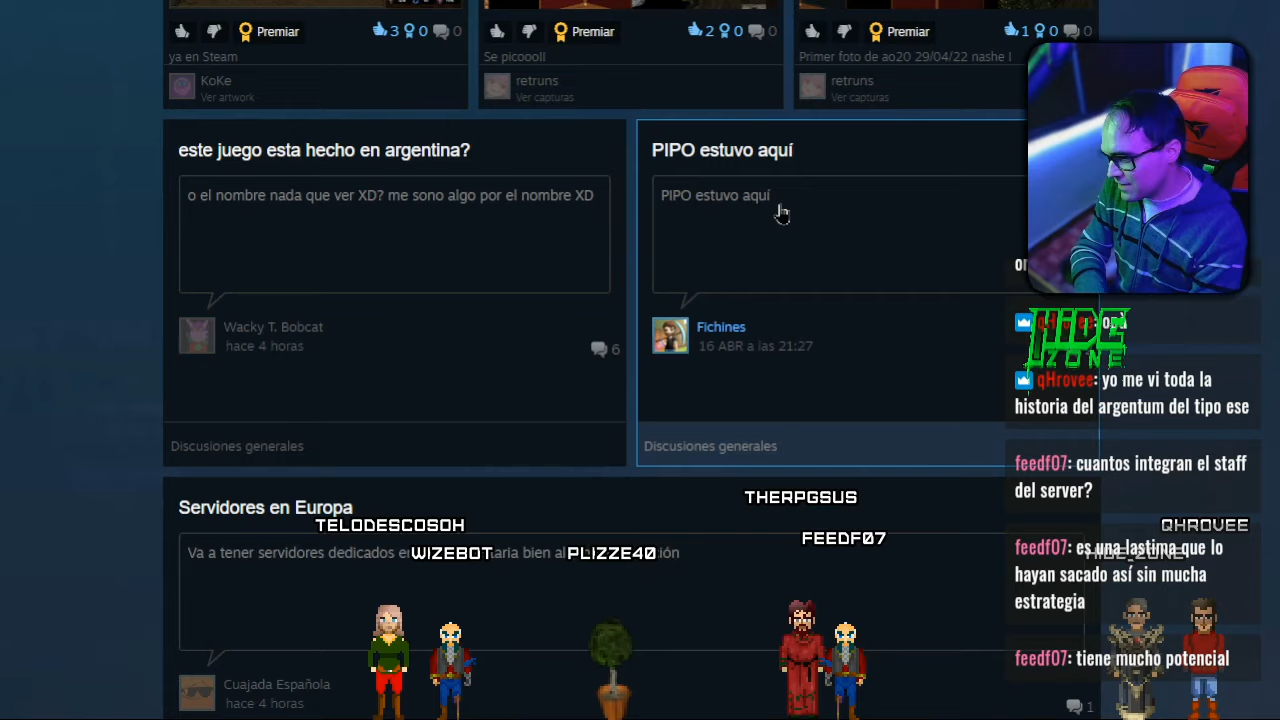 Premiar
3 0 0
Premiar
2 0 0
Premiar
1 0 0
ya en Steam
Se picoooll
Primer foto de ao20 29/04/22 nashe l
KoKe
Ver artwork
retruns
Ver capturas
retruns
Ver capturas
este juego esta hecho en argentina?
o el nombre nada que ver XD? me sono algo por el nombre XD
Wacky T. Bobcat
hace 4 horas
6
Discusiones generales
PIPO estuvo aquí
PIPO estuvo aquí
Fichines
16 ABR a las 21:27
Discusiones generales
Servidores en Europa
Va a tener servidores dedicados
Cuajada Española
hace 4 horas
1
HIDE
ZONE
qHrovee: yo me vi toda la
historia del argentum del tipo ese
feedf07: cuantos integran el staff
del server?
feedf07: es una lastima que lo
hayan sacado así sin mucha
estrategia
feedf07: tiene mucho potencial
TELODESCOSOH
WIZEBOT
PLIZZE40
THERPGSUS
FEEDF07
QHROVEE
HIDE_ZONE